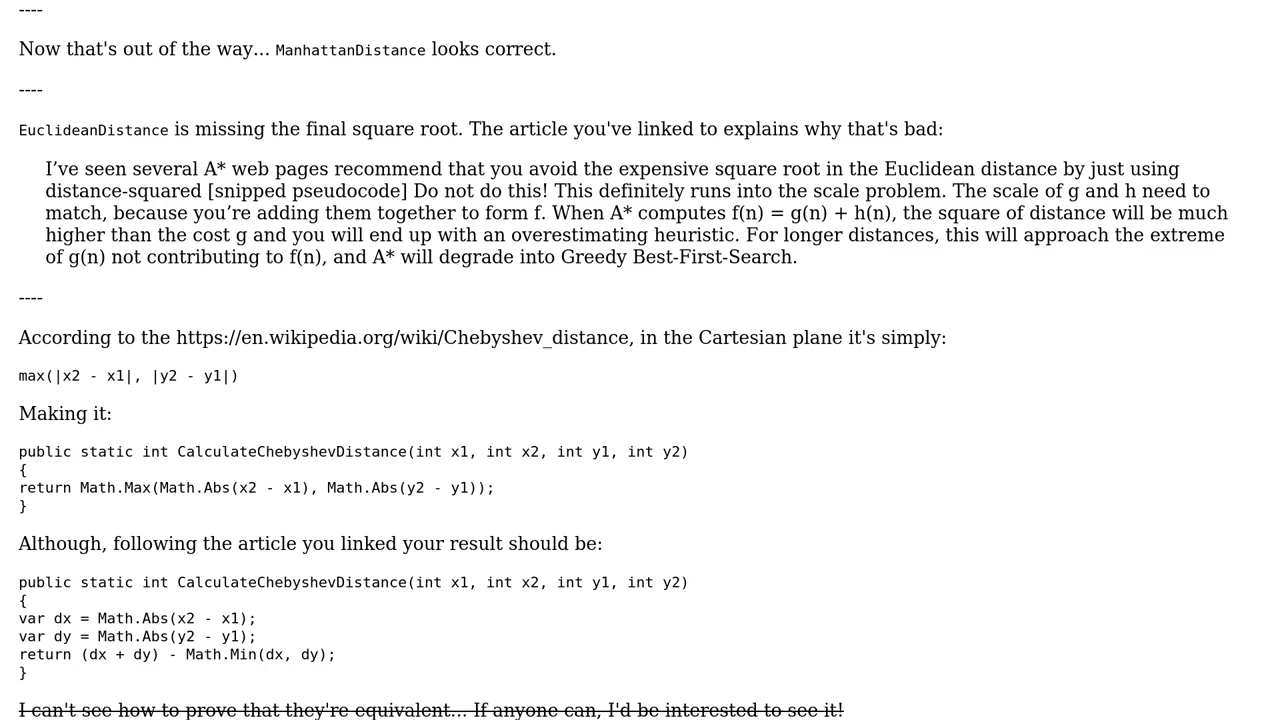 ----
Now that's out of the way... ManhattanDistance looks correct.
----
EuclideanDistance is missing the final square root. The article you've linked to explains why that's bad:
I’ve seen several A* web pages recommend that you avoid the expensive square root in the Euclidean distance by just using
distance-squared [snipped pseudocode] Do not do this! This definitely runs into the scale problem. The scale of g and h need to
match, because you’re adding them together to form f. When A* computes f(n) = g(n) + h(n), the square of distance will be much
higher than the cost g and you will end up with an overestimating heuristic. For longer distances, this will approach the extreme
of g(n) not contributing to f(n), and A* will degrade into Greedy Best-First-Search.
----
According to the https://en.wikipedia.org/wiki/Chebyshev_distance, in the Cartesian plane it's simply:
max(|x2 - x1|, |y2 - y1|)
Making it:
public static int CalculateChebyshevDistance(int x1, int x2, int y1, int y2)
{
return Math.Max(Math.Abs(x2 - x1), Math.Abs(y2 - y1));
}
Although, following the article you linked your result should be:
public static int CalculateChebyshevDistance(int x1, int x2, int y1, int y2)
{
var dx = Math.Abs(x2 - x1);
var dy = Math.Abs(y2 - y1);
return (dx + dy) - Math.Min(dx, dy);
}
I can't see how to prove that they're equivalent... If anyone can, I'd be interested to see it!